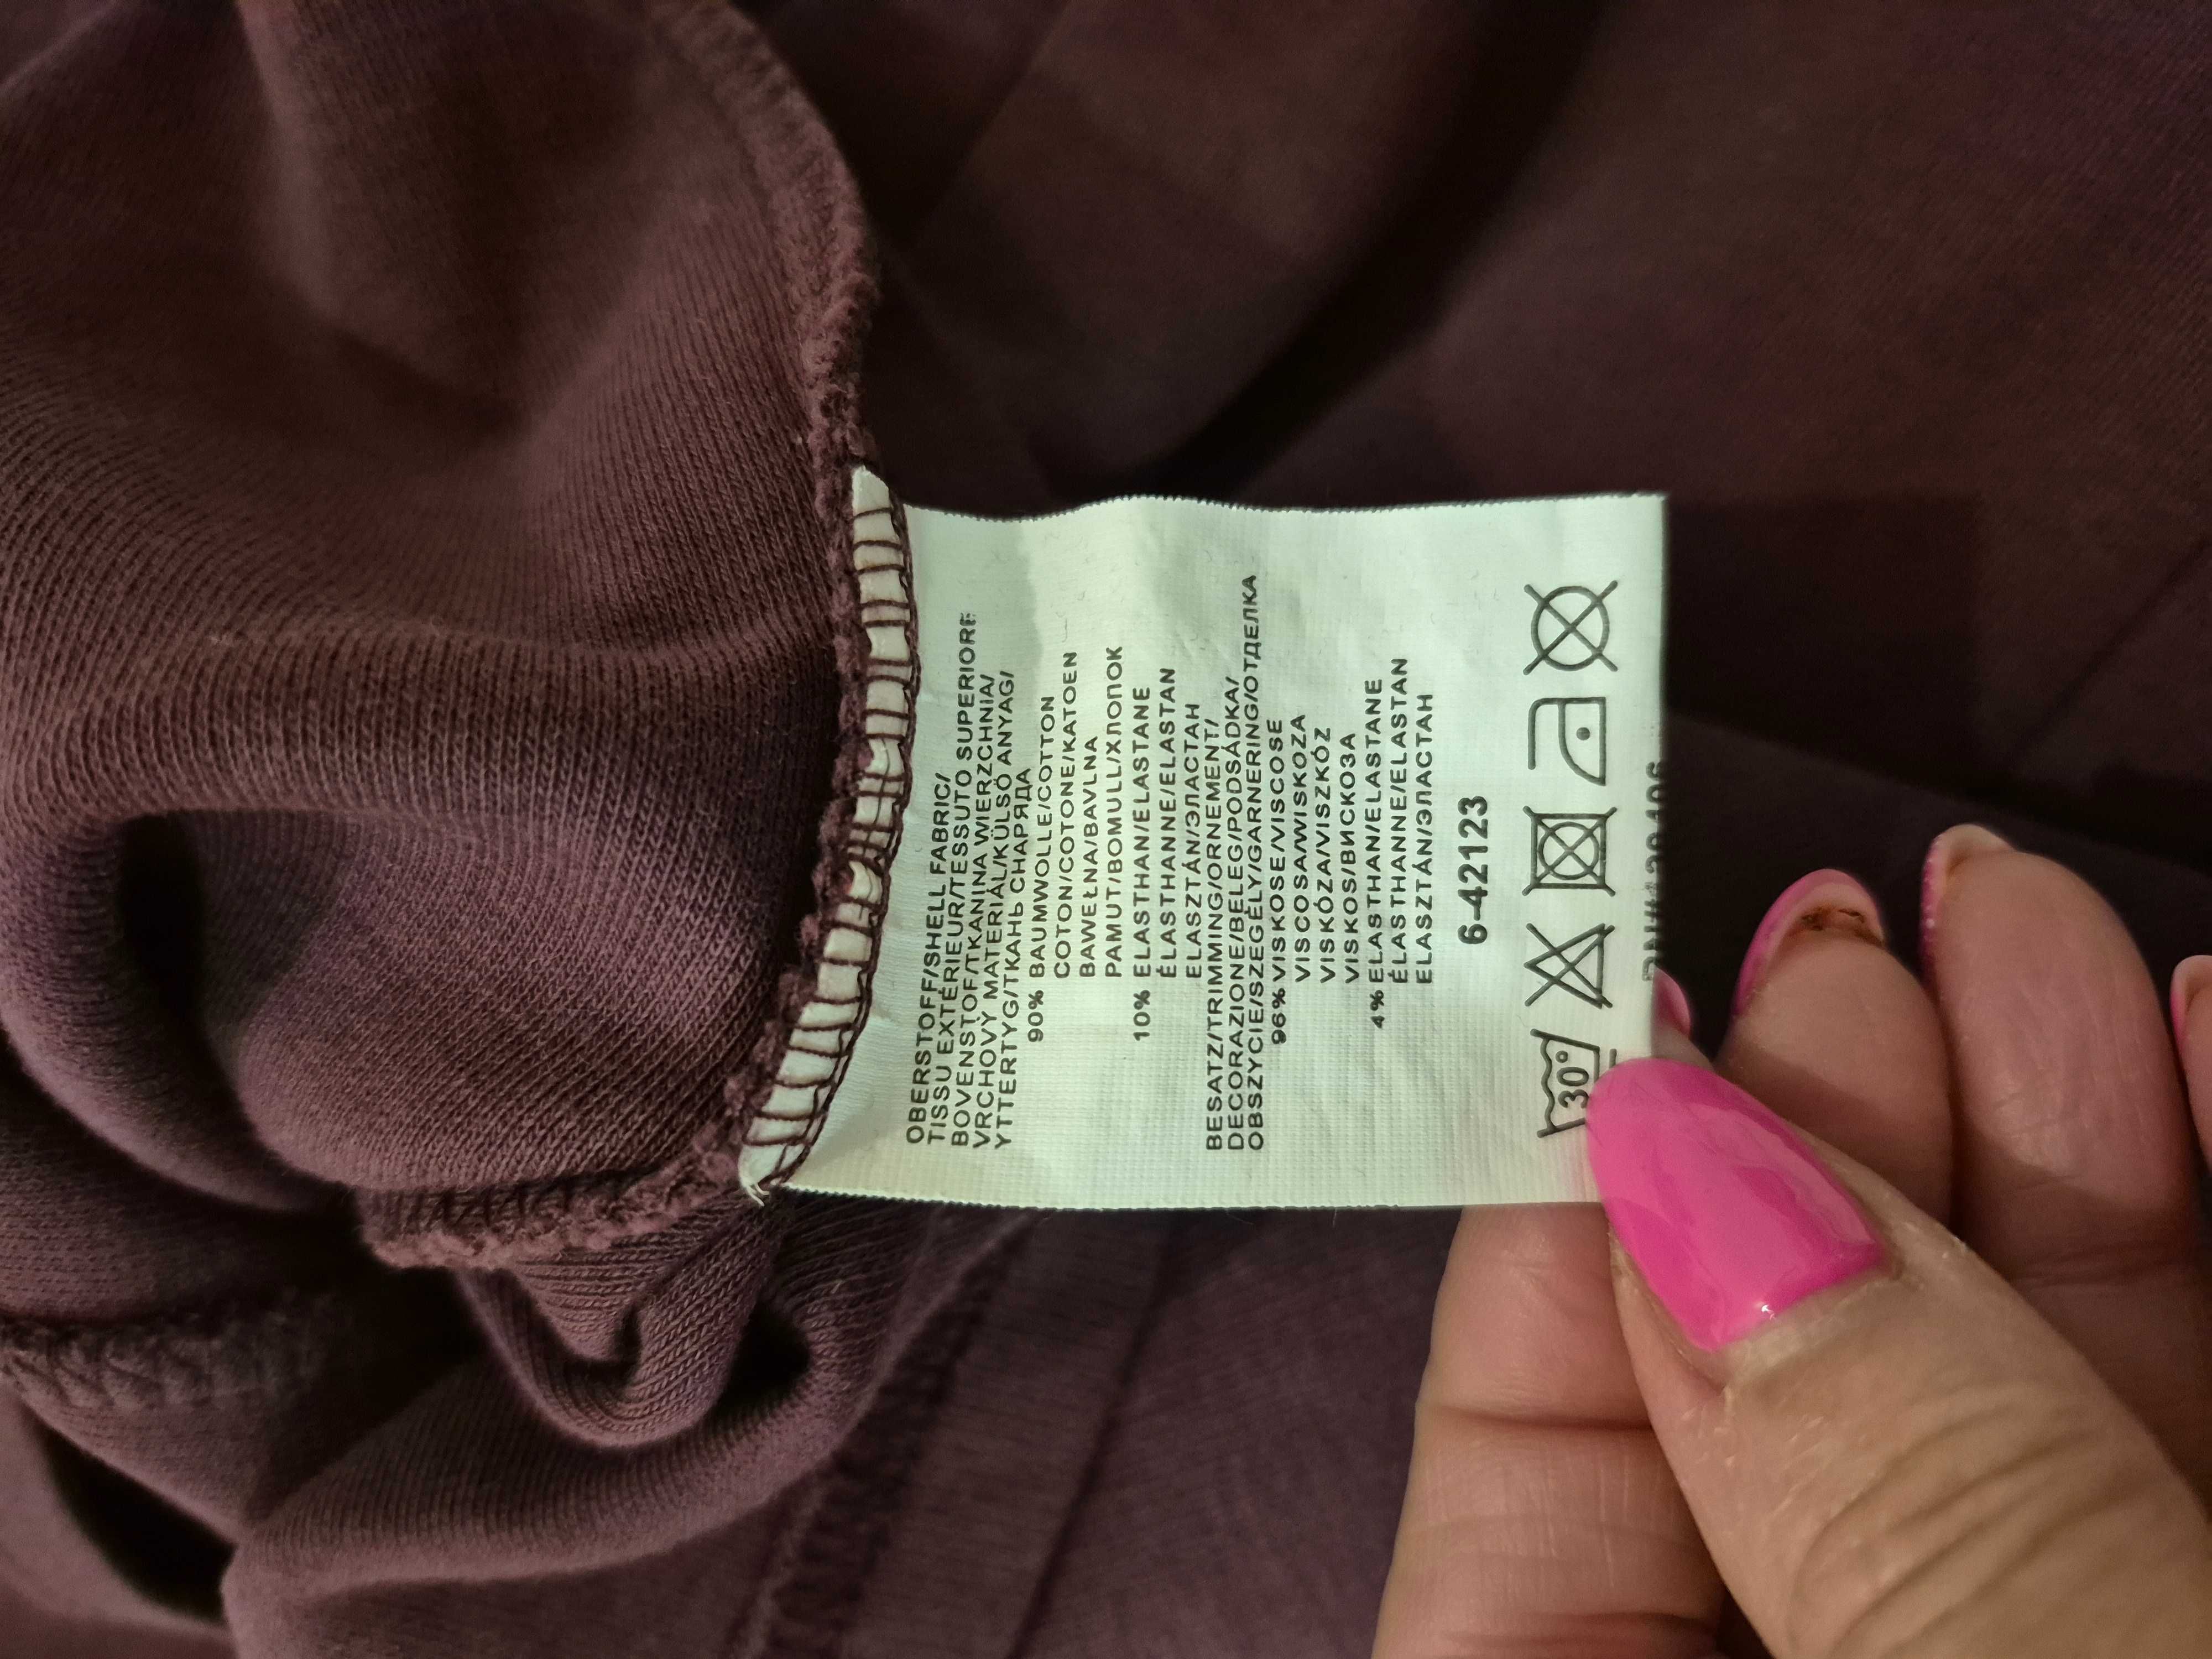 OBERSTOFF/SHELL FABRIC/
TISSU EXTÉRIEUR/TESSUTO SUPERIORE
BOVENSTOF/TKANINA WIERZCHNIA/
VRCHOVÝ MATERIÁL/KÜLSŐ ANYAG/
YTTERTYG/ТКАНЬ СНАРЯДА
90% BAUMWOLLE/COTTON
COTON/COTONE/KATOEN
BAWEŁNA/BAVLNA
PAMUT/BOMULL/ХЛОПОК
10% ELASTHAN/ELASTANE
ÉLASTHANNE/ELASTAN
ELASZTÁN/ЭЛАСТАН
BESATZ/TRIMMING/ORNEMENT/
DECORAZIONE/BELEG/PODSÁDKA/
OBSZYCIE/SZEGÉLY/GARNERING/ОТДЕЛКА
96% VISKOSE/VISCOSE
VISCOSA/WISKOZA
VISKÓZA/VISZKÓZ
VISKOS/ВИСКОЗА
4% ELASTHAN/ELASTANE
ÉLASTHANNE/ELASTAN
ELASZTÁN/ЭЛАСТАН
6-42123
30°